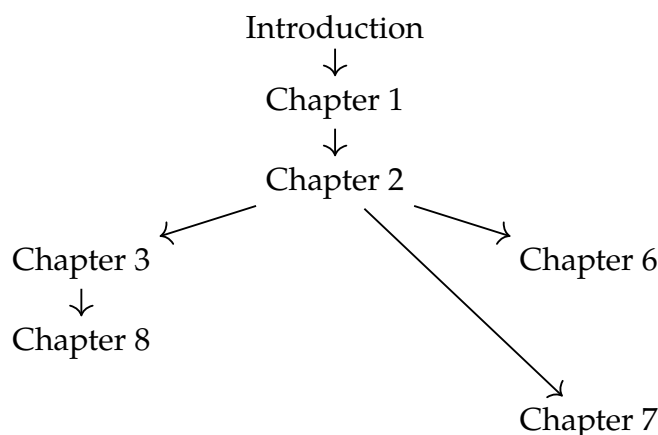 Introduction
Chapter 1
Chapter 2
Chapter 3
Chapter 6
Chapter 8
Chapter 7